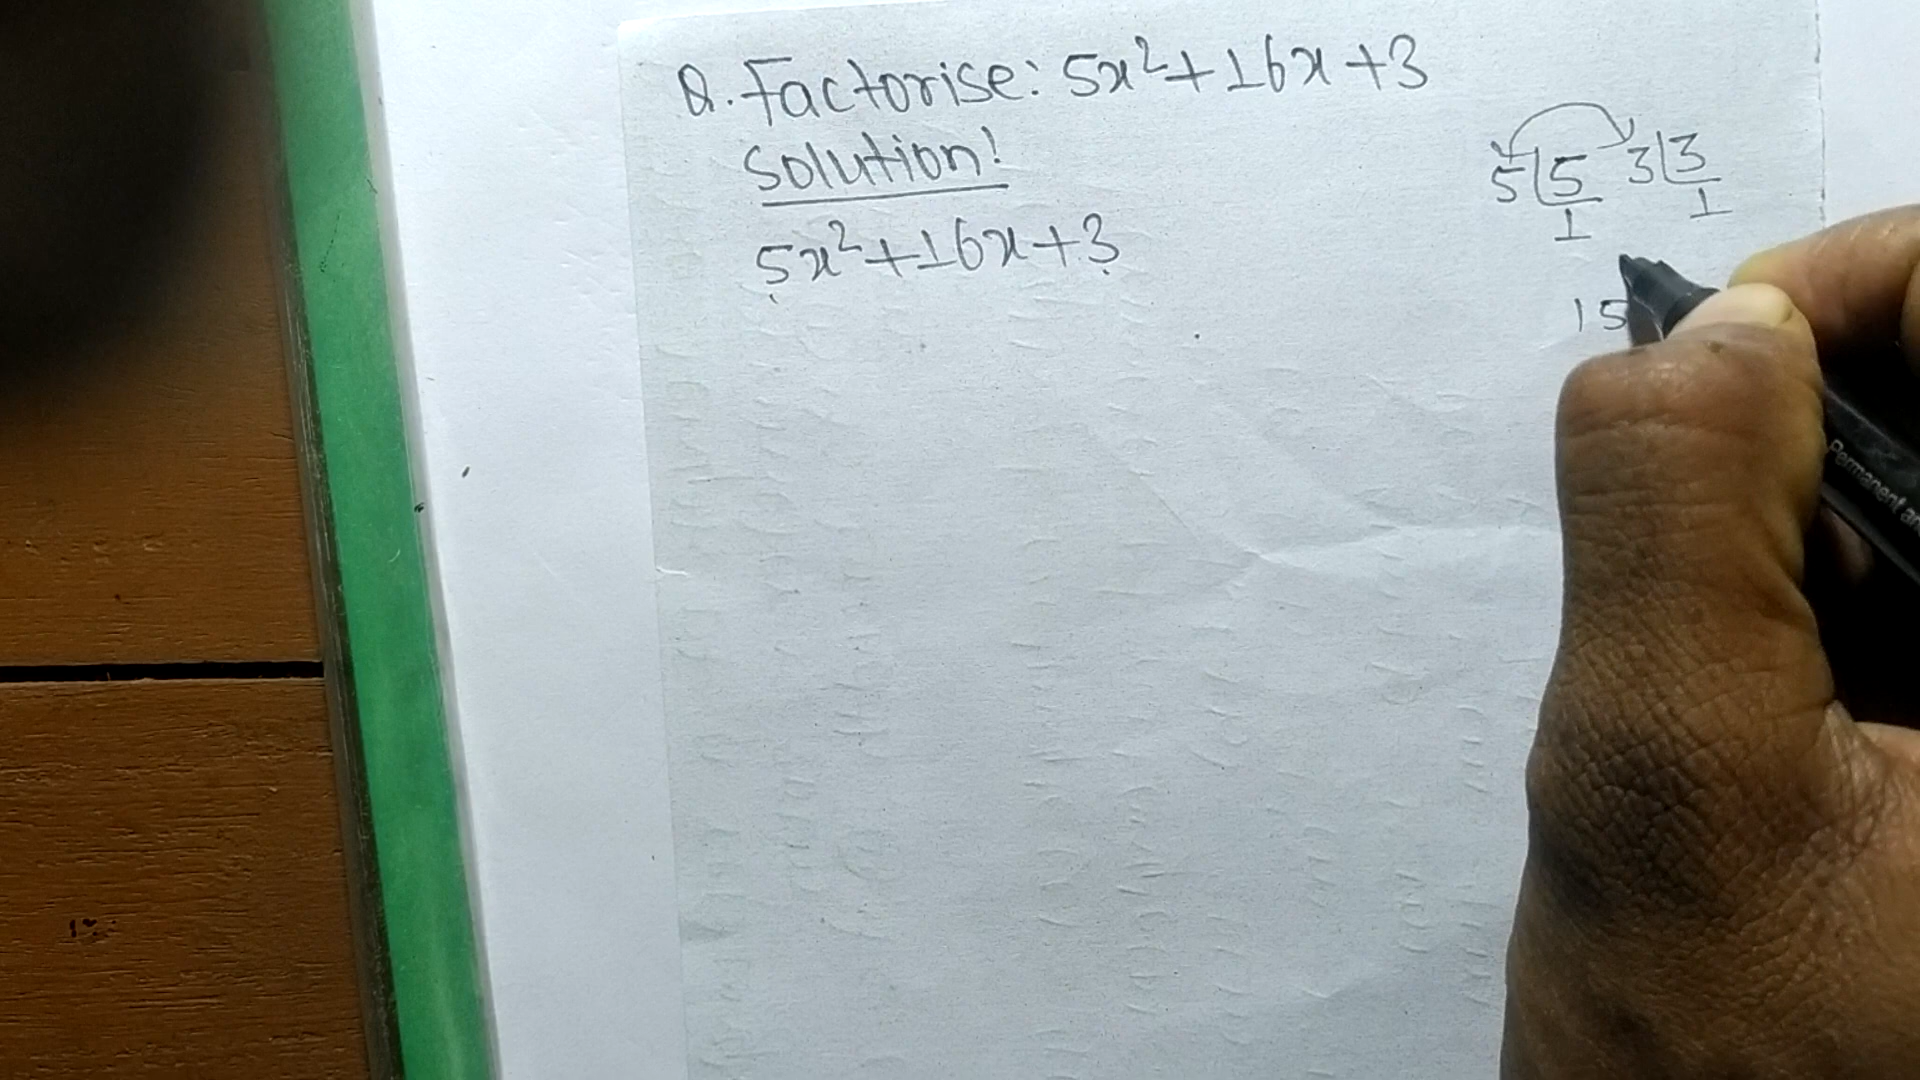 Q. Factorise: 5x²+16x+3
Solution!
5x²+16x+3
5|5 3|3
1 1
15
Permanent